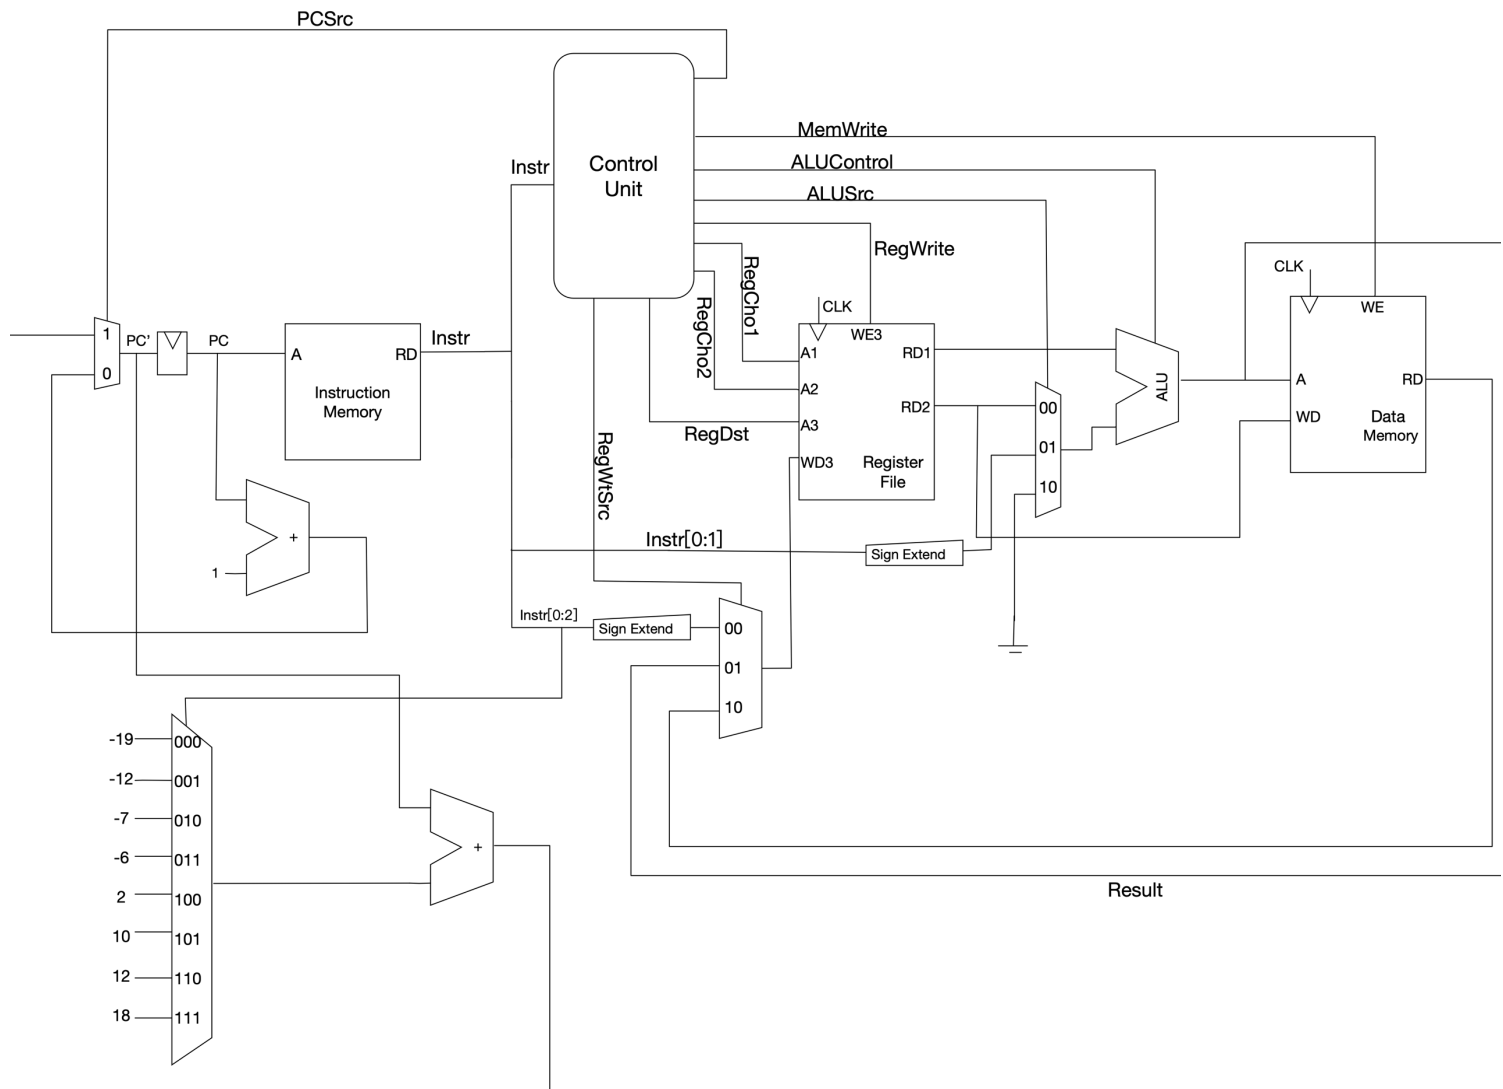 PCSrc
Control
Unit
Instr
MemWrite
ALUControl
ALUSrc
RegWrite
RegCho1
RegCho2
RegDst
RegWtSrc
1
0
PC'
PC
A
RD
Instruction
Memory
Instr
CLK
WE3
A1
A2
A3
WD3
RD1
RD2
Register
File
00
01
10
ALU
CLK
WE
A
RD
WD
Data
Memory
+
1
Instr[0:1]
Sign Extend
Instr[0:2]
Sign Extend
00
01
10
-19
000
-12
001
-7
010
-6
011
2
100
10
101
12
110
18
111
+
Result